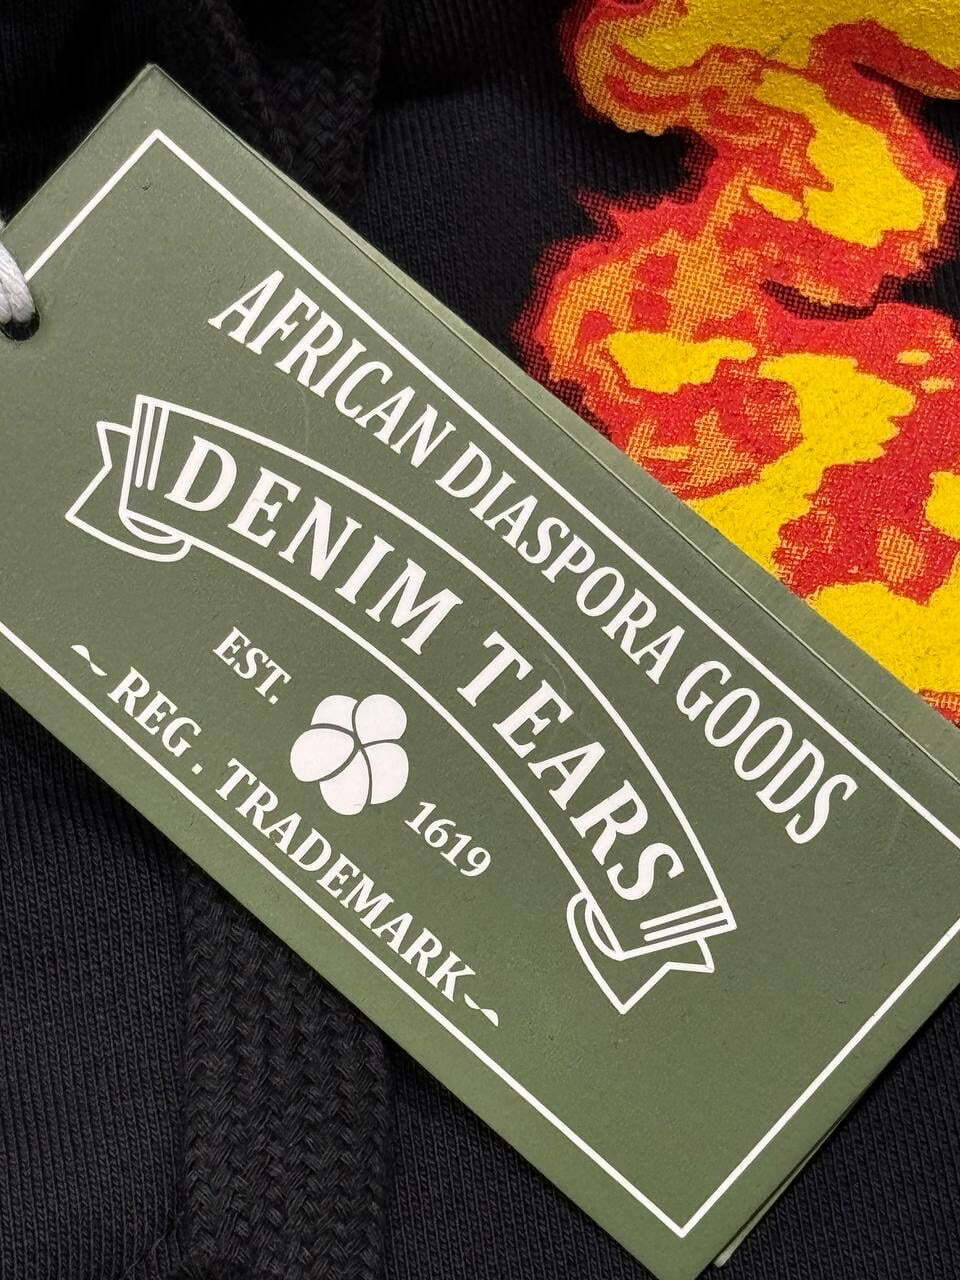 AFRICAN DIASPORA GOODS
DENIM TEARS
EST.
1619
~ REG . TRADEMARK ~